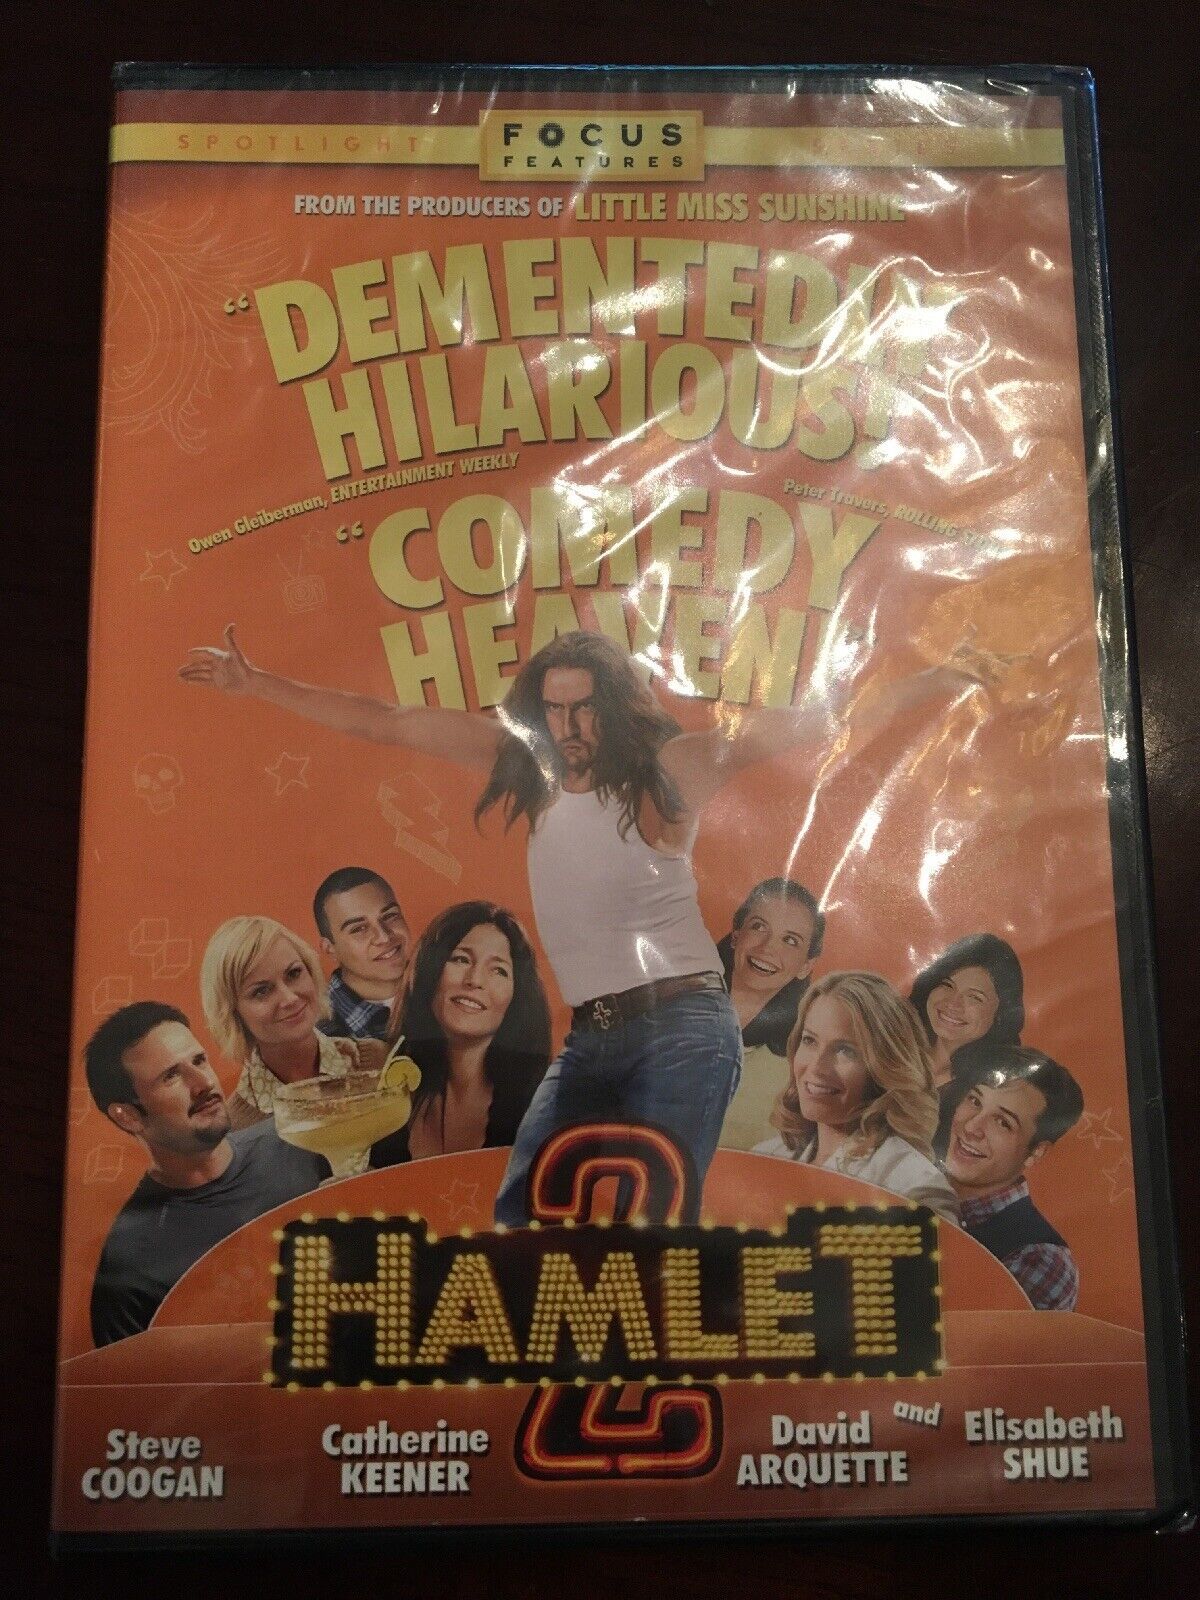 SPOTLIGHT
FOCUS
FEATURES
FROM THE PRODUCERS OF LITTLE MISS SUNSHINE
"DEMENTEDLY
HILARIOUS!"
Owen Gleiberman, ENTERTAINMENT WEEKLY
"COMEDY
HEAVEN!"
Peter Travers, ROLLING STONE
2
HAMLET
Steve
COOGAN
Catherine
KEENER
David
ARQUETTE
and
Elisabeth
SHUE